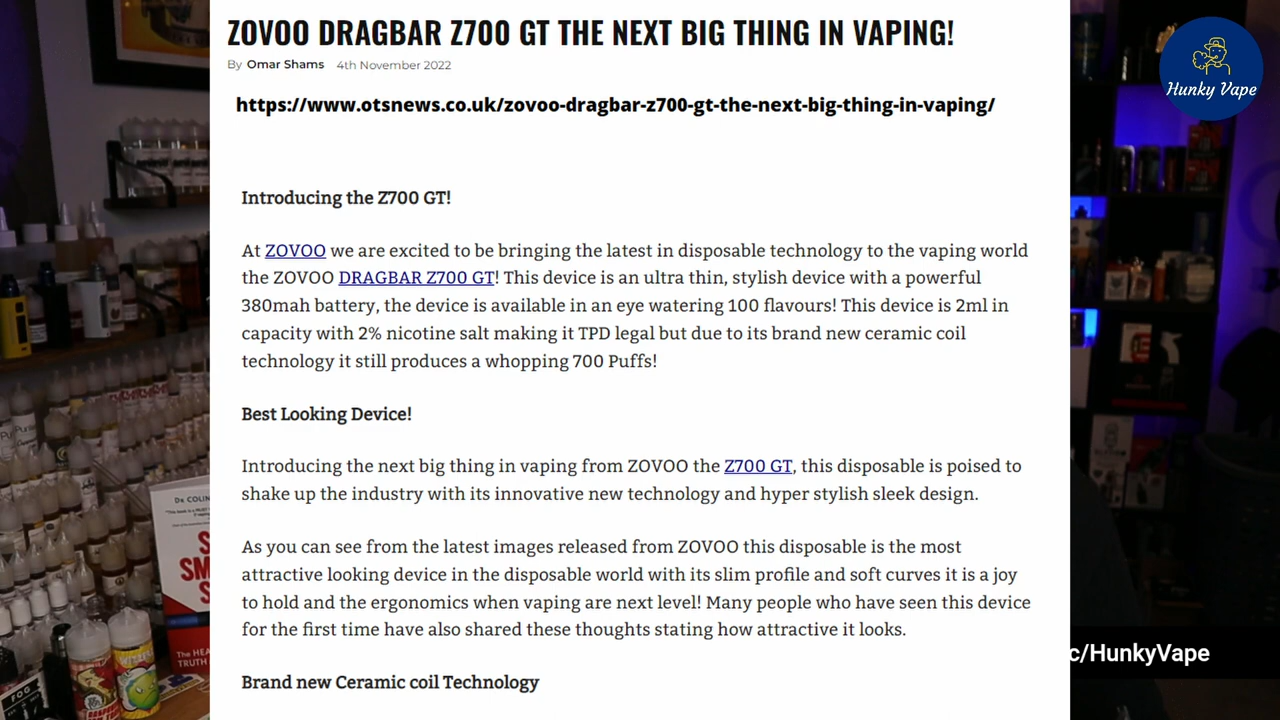 ZOVOO DRAGBAR Z700 GT THE NEXT BIG THING IN VAPING!
By Omar Shams 4th November 2022
https://www.otsnews.co.uk/zovoo-dragbar-z700-gt-the-next-big-thing-in-vaping/
Hunky Vape
Introducing the Z700 GT!
At ZOVOO we are excited to be bringing the latest in disposable technology to the vaping world
the ZOVOO DRAGBAR Z700 GT! This device is an ultra thin, stylish device with a powerful
380mah battery, the device is available in an eye watering 100 flavours! This device is 2ml in
capacity with 2% nicotine salt making it TPD legal but due to its brand new ceramic coil
technology it still produces a whopping 700 Puffs!
Best Looking Device!
Introducing the next big thing in vaping from ZOVOO the Z700 GT, this disposable is poised to
shake up the industry with its innovative new technology and hyper stylish sleek design.
As you can see from the latest images released from ZOVOO this disposable is the most
attractive looking device in the disposable world with its slim profile and soft curves it is a joy
to hold and the ergonomics when vaping are next level! Many people who have seen this device
for the first time have also shared these thoughts stating how attractive it looks.
Brand new Ceramic coil Technology
c/HunkyVape
DR COLIN
The HEA
TRUTH
FOG